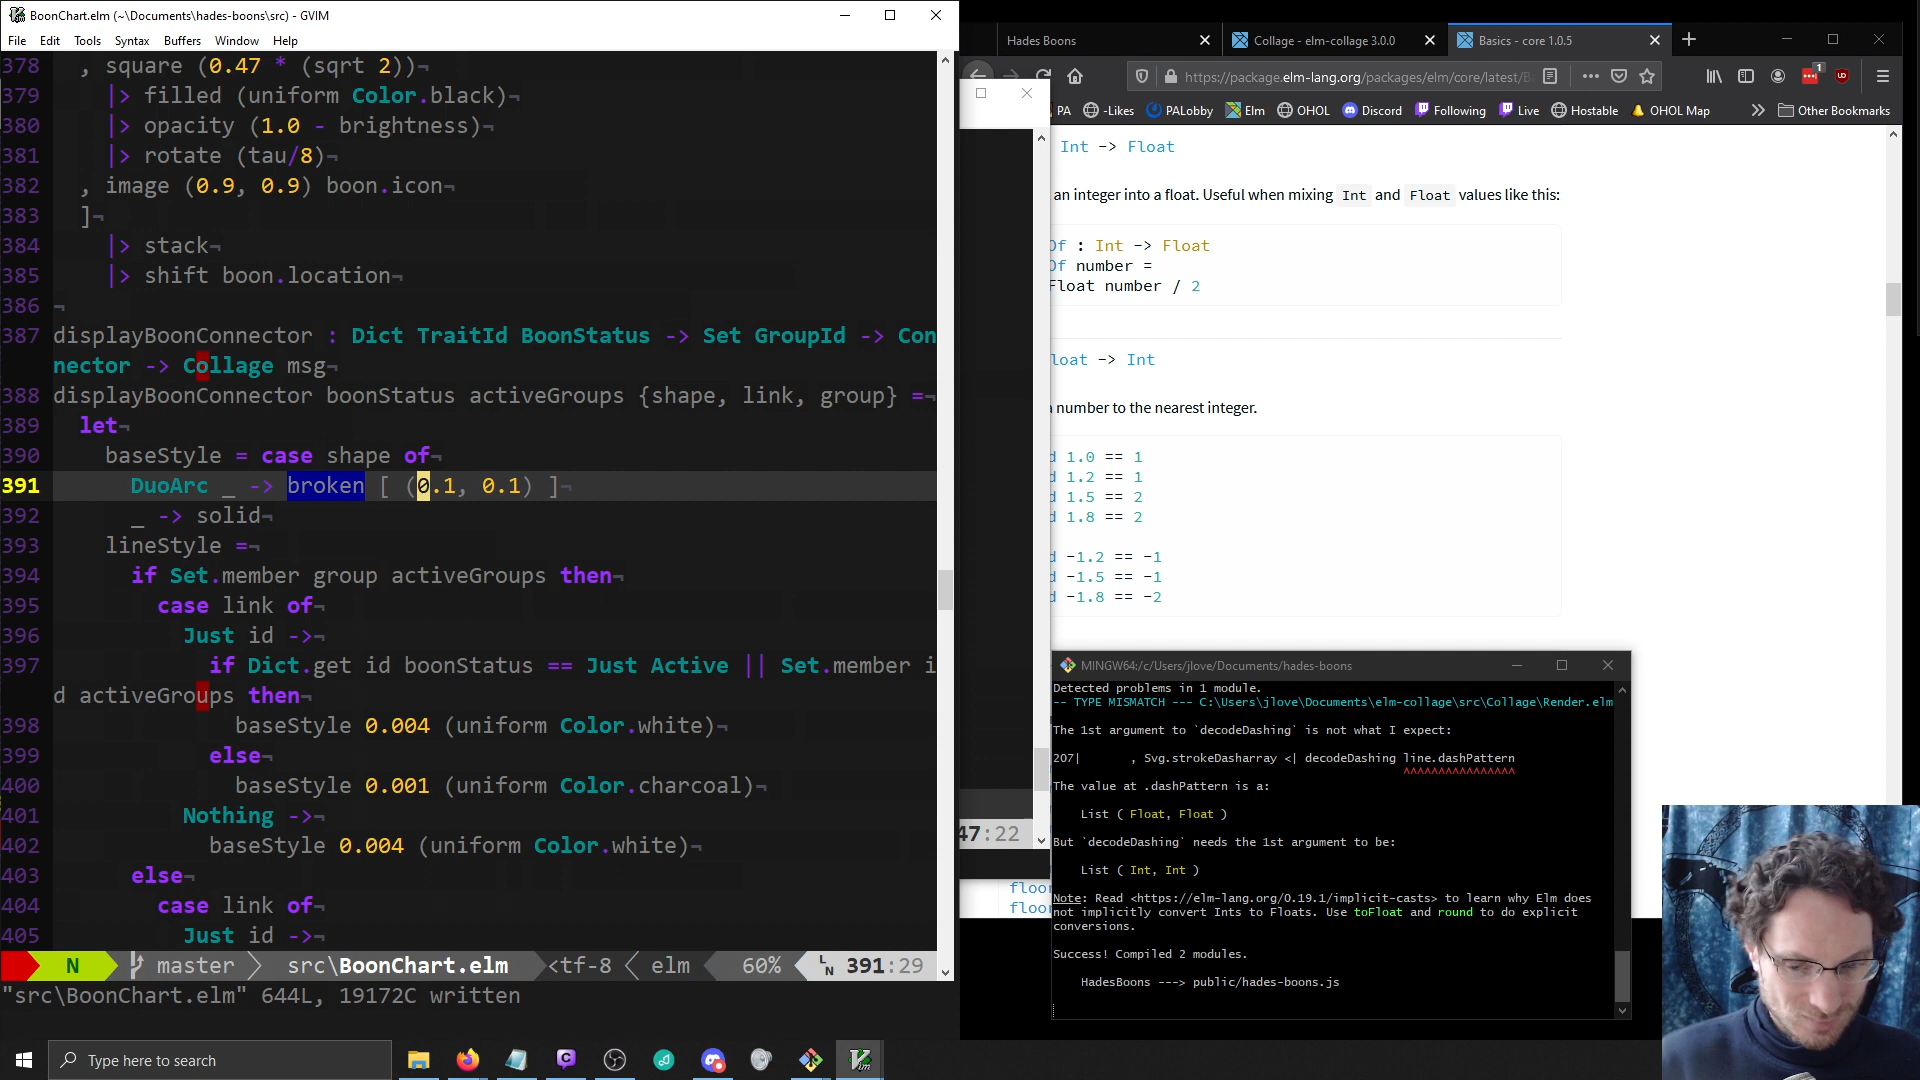 BoonChart.elm (~\Documents\hades-boons\src) - GVIM
File Edit Tools Syntax Buffers Window Help
378 , square (0.47 * (sqrt 2))¬
379 |> filled (uniform Color.black)¬
380 |> opacity (1.0 - brightness)¬
381 |> rotate (tau/8)¬
382 , image (0.9, 0.9) boon.icon¬
383 ]¬
384 |> stack¬
385 |> shift boon.location¬
386 ¬
387 displayBoonConnector : Dict TraitId BoonStatus -> Set GroupId -> Con
nector -> Collage msg¬
388 displayBoonConnector boonStatus activeGroups {shape, link, group} =¬
389 let¬
390 baseStyle = case shape of¬
391 DuoArc _ -> broken [ (0.1, 0.1) ]¬
392 _ -> solid¬
393 lineStyle =¬
394 if Set.member group activeGroups then¬
395 case link of¬
396 Just id ->¬
397 if Dict.get id boonStatus == Just Active || Set.member i
d activeGroups then¬
398 baseStyle 0.004 (uniform Color.white)¬
399 else¬
400 baseStyle 0.001 (uniform Color.charcoal)¬
401 Nothing ->¬
402 baseStyle 0.004 (uniform Color.white)¬
403 else¬
404 case link of¬
405 Just id ->¬
N master src\BoonChart.elm <tf-8 elm 60% LN 391:29
"src\BoonChart.elm" 644L, 19172C written
47:22
Hades Boons
Collage - elm-collage 3.0.0
Basics - core 1.0.5
https://package.elm-lang.org/packages/elm/core/latest/B
PA -Likes PALobby Elm OHOL Discord Following Live Hostable OHOL Map Other Bookmarks
Int -> Float
an integer into a float. Useful when mixing Int and Float values like this:
Of : Int -> Float
Of number =
Float number / 2
loat -> Int
number to the nearest integer.
d 1.0 == 1
d 1.2 == 1
d 1.5 == 2
d 1.8 == 2
d -1.2 == -1
d -1.5 == -1
d -1.8 == -2
floor
floor
MINGW64:/c/Users/jlove/Documents/hades-boons
Detected problems in 1 module.
-- TYPE MISMATCH --- C:\Users\jlove\Documents\elm-collage\src\Collage\Render.elm
The 1st argument to `decodeDashing` is not what I expect:
207| , Svg.strokeDasharray <| decodeDashing line.dashPattern
^^^^^^^^^^^^^^^^
The value at .dashPattern is a:
List ( Float, Float )
But `decodeDashing` needs the 1st argument to be:
List ( Int, Int )
Note: Read <https://elm-lang.org/0.19.1/implicit-casts> to learn why Elm does
not implicitly convert Ints to Floats. Use toFloat and round to do explicit
conversions.
Success! Compiled 2 modules.
HadesBoons ---> public/hades-boons.js
Type here to search